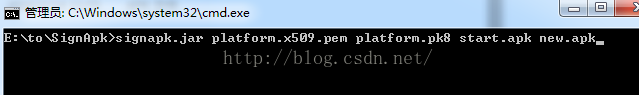 管理员: C:\Windows\system32\cmd.exe
E:\to\SignApk>signapk.jar platform.x509.pem platform.pk8 start.apk new.apk
http://blog.csdn.net/